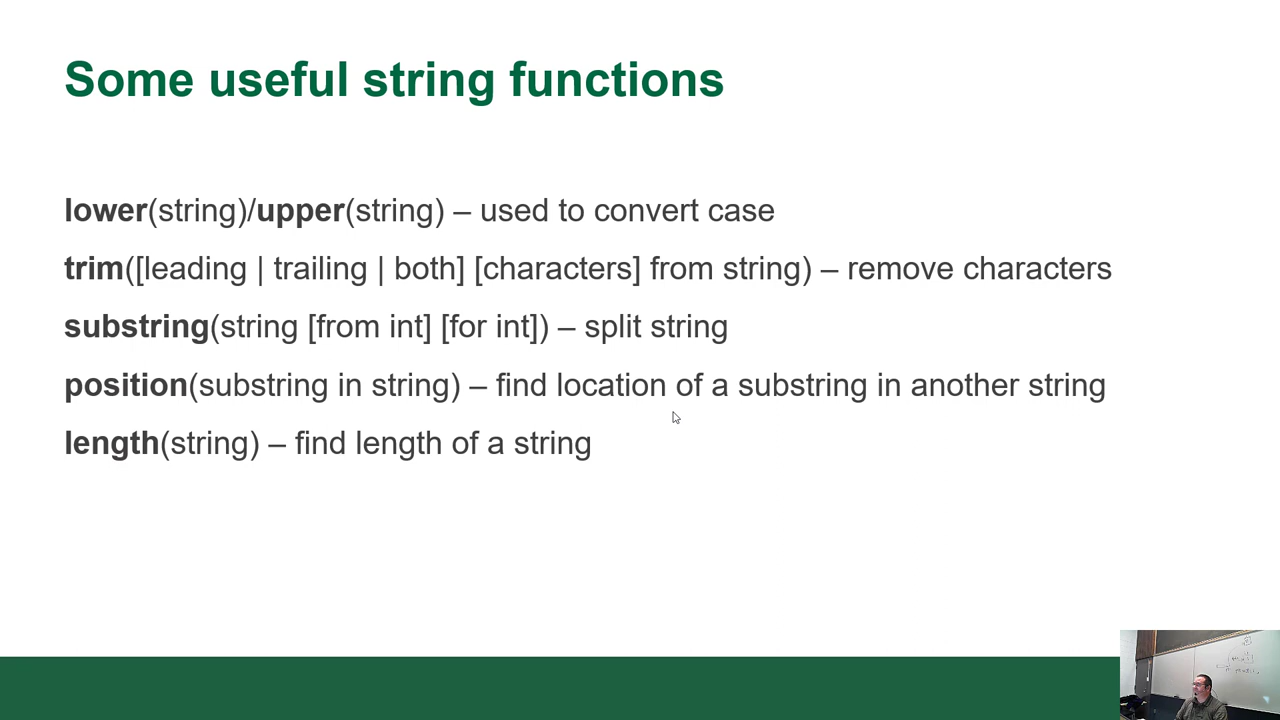 Some useful string functions
lower(string)/upper(string) – used to convert case
trim([leading | trailing | both] [characters] from string) – remove characters
substring(string [from int] [for int]) – split string
position(substring in string) – find location of a substring in another string
length(string) – find length of a string